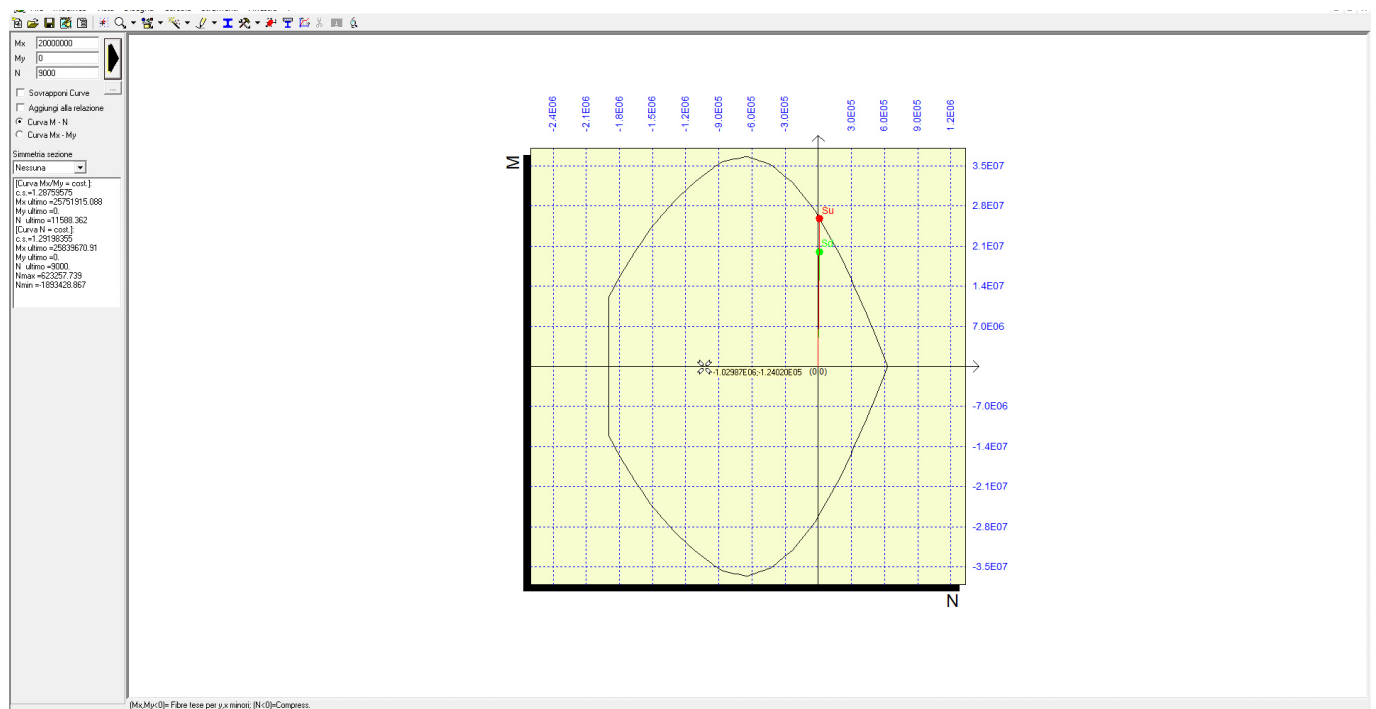 Mx 20000000
My 0
N 9000
...
Sovrapponi Curve
Aggiungi alla relazione
Curva M - N
Curva Mx - My
Simmetria sezione
Nessuna
[Curva Mx/My = cost.]:
c.s.=1.28759575
Mx ultimo =25751915.088
My ultimo =0.
N ultimo =11588.362
[Curva N = cost.]:
c.s.=1.29198355
Mx ultimo =25839670.91
My ultimo =0.
N ultimo =9000.
Nmax =623257.739
Nmin =-1893428.867
-2.4E06 -2.1E06 -1.8E06 -1.5E06 -1.2E06 -9.0E05 -6.0E05 -3.0E05 3.0E05 6.0E05 9.0E05 1.2E06
M
3.5E07
2.8E07
Su
2.1E07
Sd
1.4E07
7.0E06
-1.02987E06;-1.24020E05 (0;0)
-7.0E06
-1.4E07
-2.1E07
-2.8E07
-3.5E07
N
(Mx,My<0)= Fibre tese per y,x minori; (N<0)=Compress.